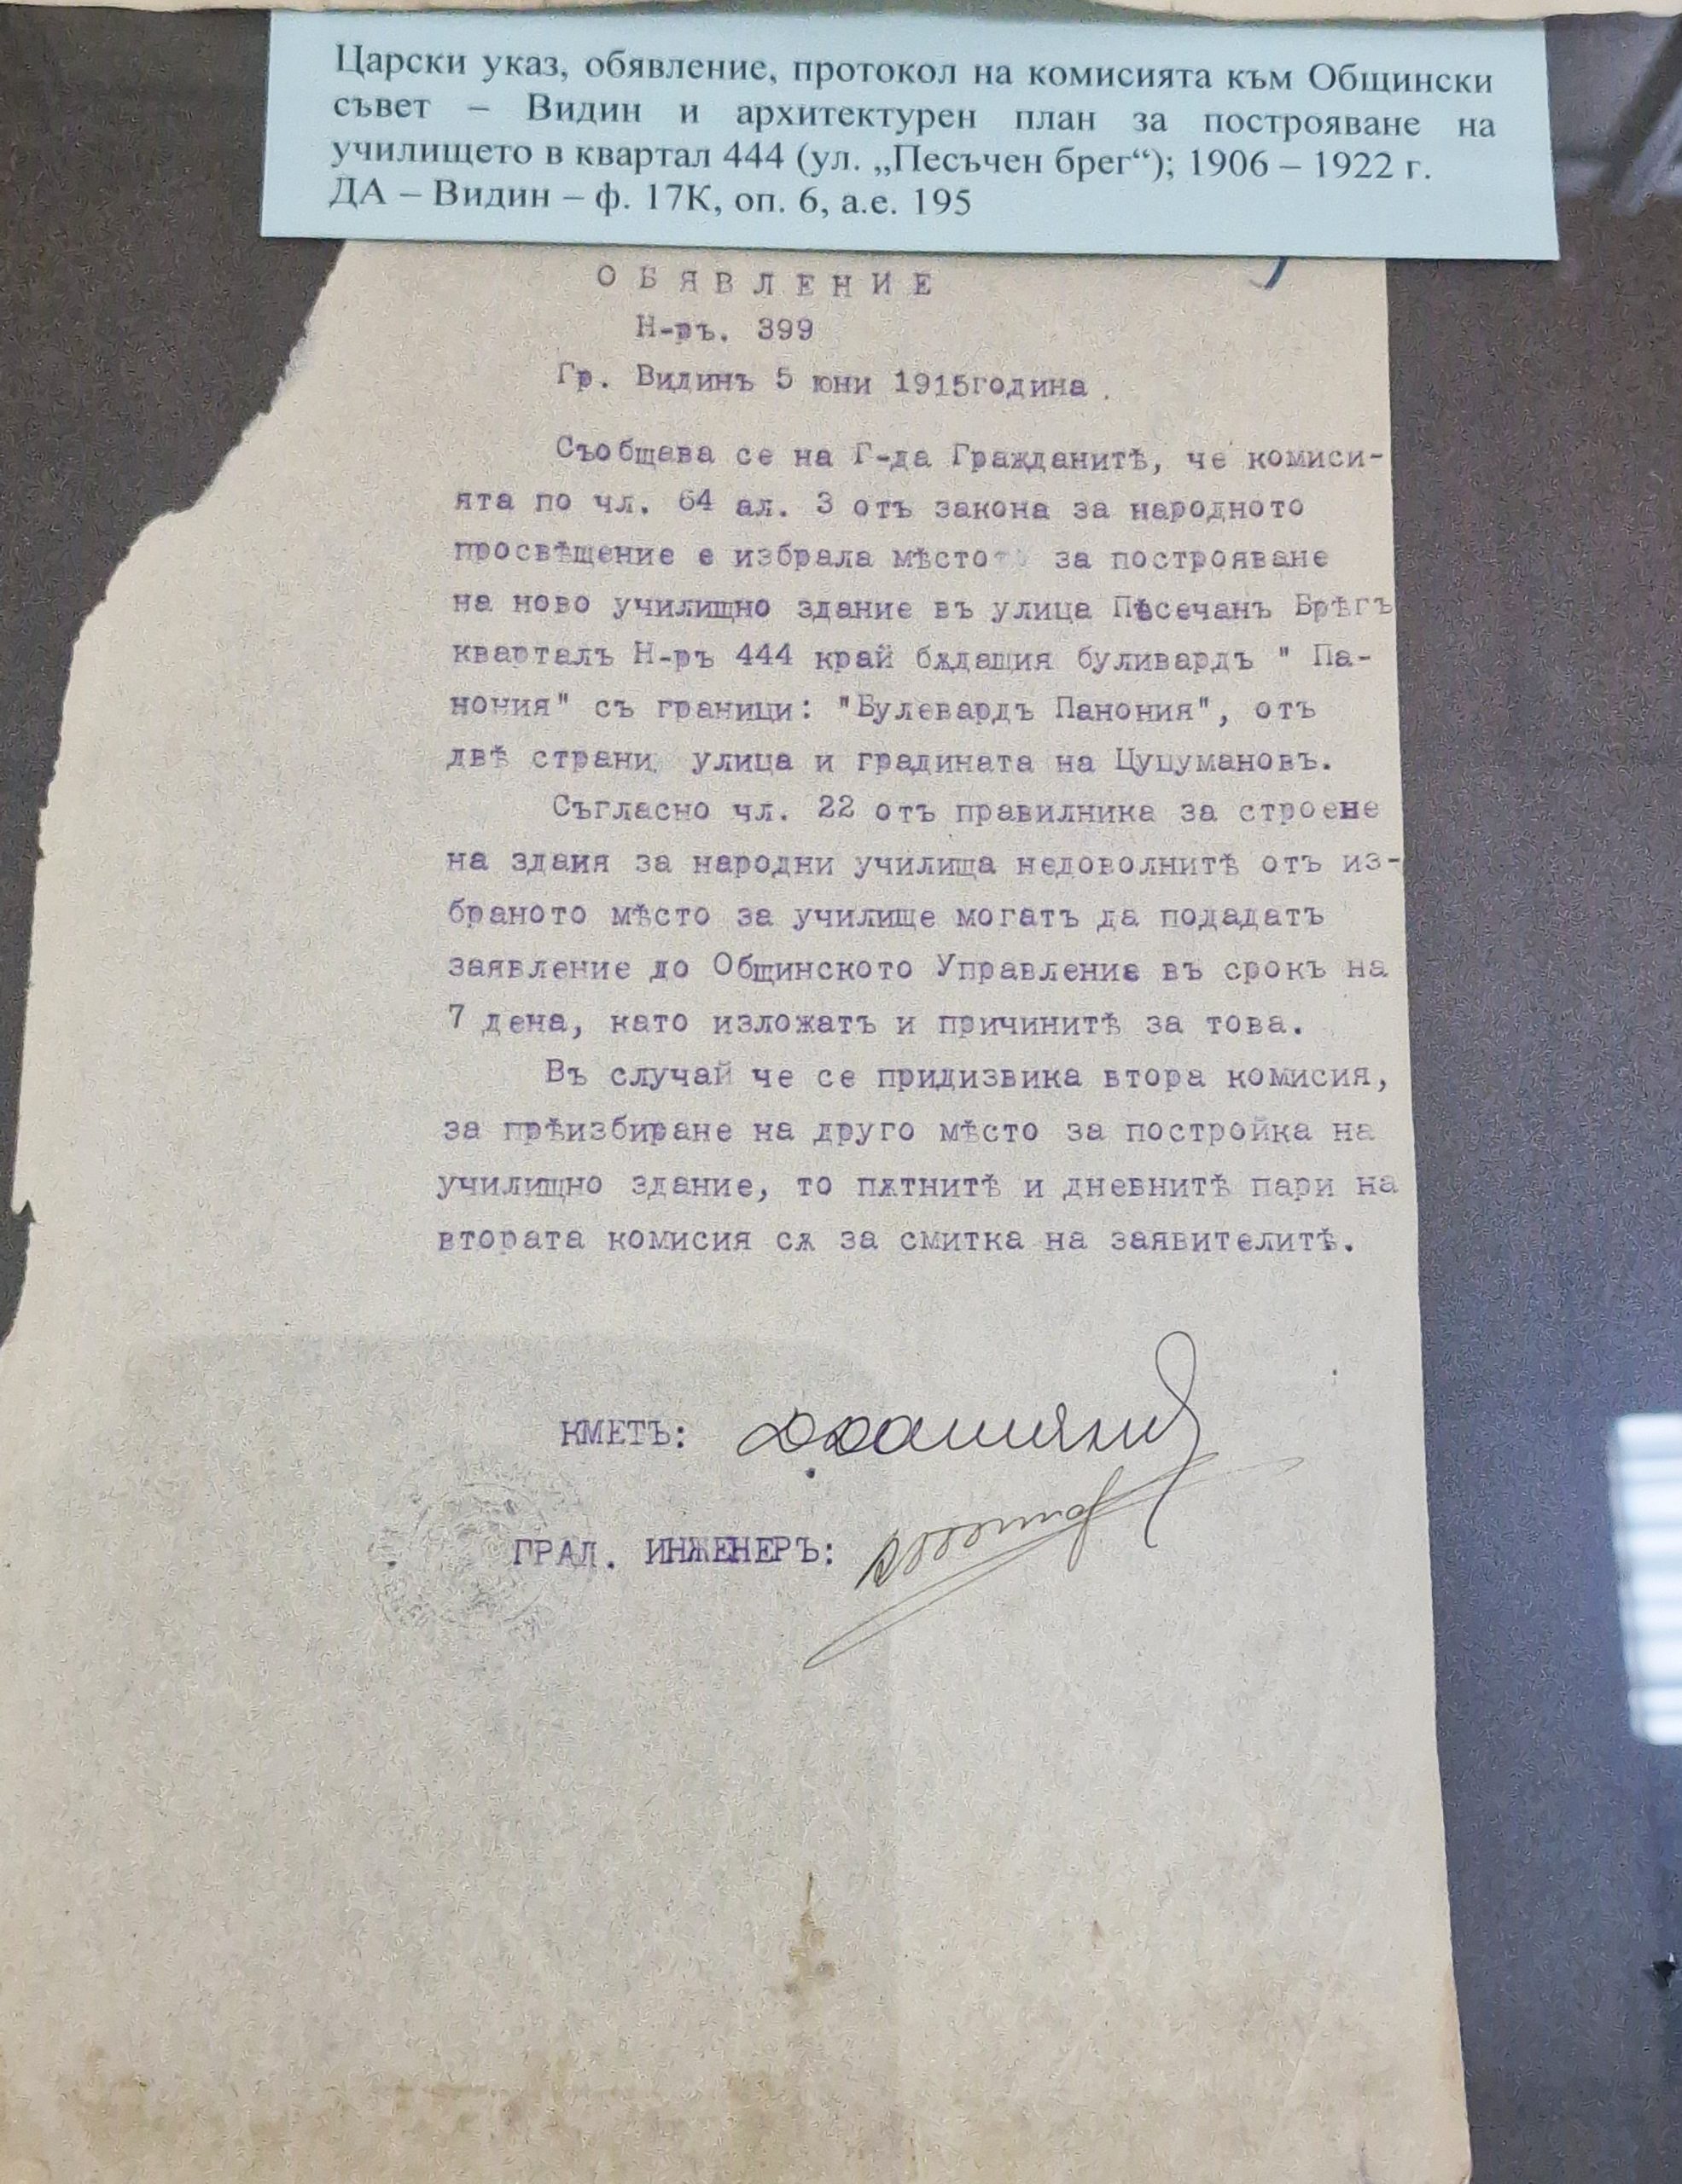 Царски указ, обявление, протокол на комисията към Общински
съвет – Видин и архитектурен план за построяване на
училището в квартал 444 (ул. „Песъчен брег“); 1906 – 1922 г.
ДА – Видин – ф. 17К, оп. 6, а.е. 195
ОБЯВЛЕНИЕ
Н-ръ. 399
Гр. Видинъ 5 юни 1915година .
Съобщава се на Г-да Гражданитѣ, че комиси-
ята по чл. 64 ал. 3 отъ закона за народното
просвѣщение е избрала мѣсто за построяване
на ново училищно здание въ улица Пѣсечанъ Брѣгъ
кварталъ Н-ръ 444 край бѫдащия буливардъ " Па-
нония" съ граници: "Булевардъ Панония", отъ
двѣ страни улица и градината на Цуцумановъ.
Съгласно чл. 22 отъ правилника за строене
на здаия за народни училища недоволнитѣ отъ из-
браното мѣсто за училище могатъ да подадатъ
заявление до Общинското Управление въ срокъ на
7 дена, като изложатъ и причинитѣ за това.
Въ случай че се придизвика втора комисия,
за прѣизбиране на друго мѣсто за постройка на
училищно здание, то пѫтнитѣ и дневнитѣ пари на
втората комисия сѫ за смитка на заявителитѣ.
КМЕТЪ:
ГРАД. ИНЖЕНЕРЪ: